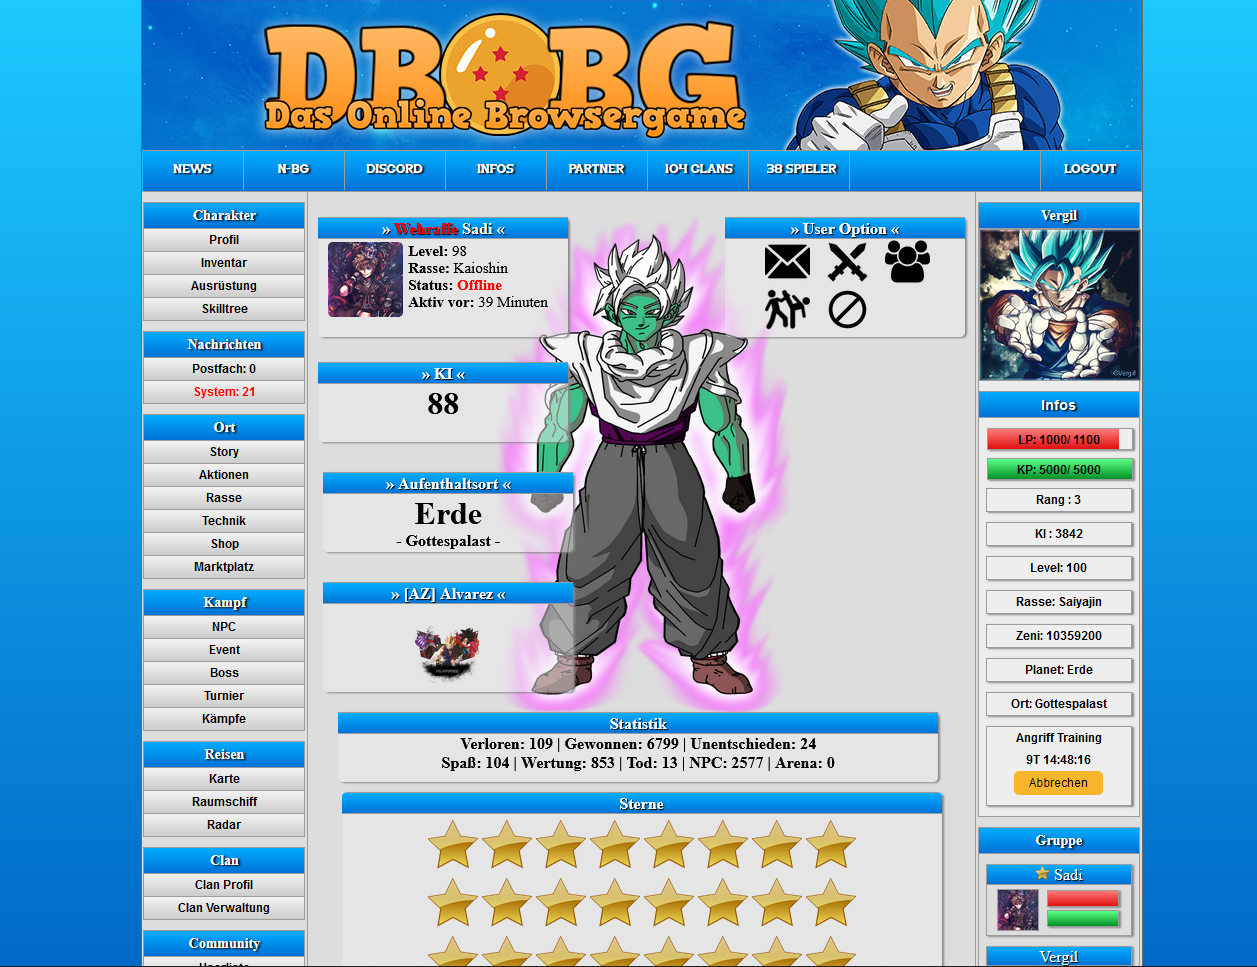 DBBG
Das Online Browsergame
NEWS
N-BG
DISCORD
INFOS
PARTNER
104 CLANS
38 SPIELER
LOGOUT
Charakter
Profil
Inventar
Ausrüstung
Skilltree
Nachrichten
Postfach: 0
System: 21
Ort
Story
Aktionen
Rasse
Technik
Shop
Marktplatz
Kampf
NPC
Event
Boss
Turnier
Kämpfe
Reisen
Karte
Raumschiff
Radar
Clan
Clan Profil
Clan Verwaltung
Community
» Wehraffe Sadi «
Level: 98
Rasse: Kaioshin
Status: Offline
Aktiv vor: 39 Minuten
» User Option «
» KI «
88
» Aufenthaltsort «
Erde
- Gottespalast -
» [AZ] Alvarez «
Statistik
Verloren: 109 | Gewonnen: 6799 | Unentschieden: 24
Spaß: 104 | Wertung: 853 | Tod: 13 | NPC: 2577 | Arena: 0
Sterne
Vergil
©Vergil
Infos
LP: 1000/ 1100
KP: 5000/ 5000
Rang : 3
KI : 3842
Level: 100
Rasse: Saiyajin
Zeni: 10359200
Planet: Erde
Ort: Gottespalast
Angriff Training
9T 14:48:16
Abbrechen
Gruppe
Sadi
Vergil